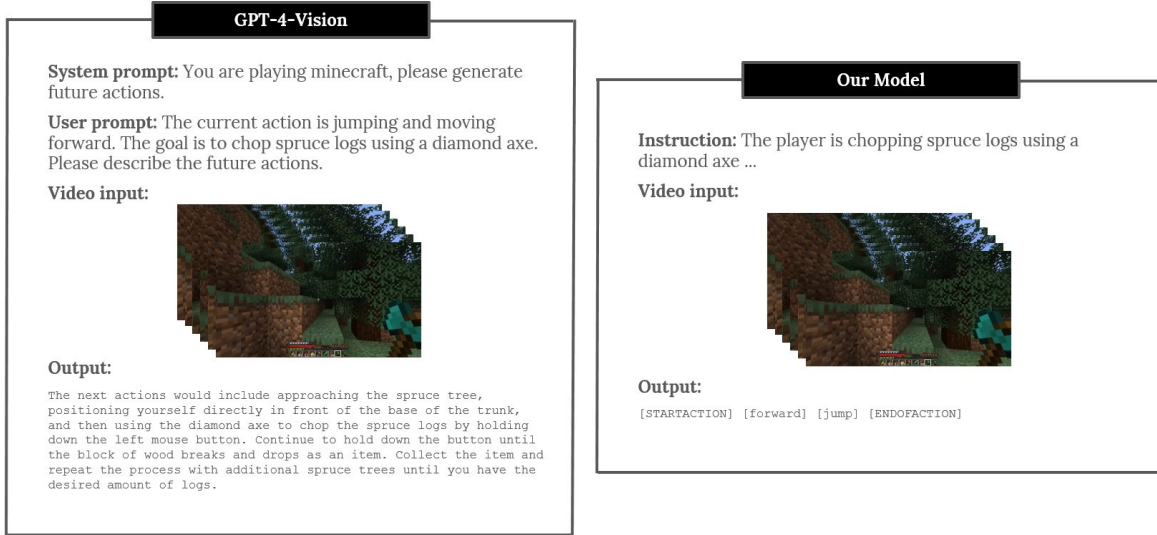 GPT-4-Vision
System prompt: You are playing minecraft, please generate
future actions.
User prompt: The current action is jumping and moving
forward. The goal is to chop spruce logs using a diamond axe.
Please describe the future actions.
Video input:
Output:
The next actions would include approaching the spruce tree,
positioning yourself directly in front of the base of the trunk,
and then using the diamond axe to chop the spruce logs by holding
down the left mouse button. Continue to hold down the button until
the block of wood breaks and drops as an item. Collect the item and
repeat the process with additional spruce trees until you have the
desired amount of logs.
Our Model
Instruction: The player is chopping spruce logs using a
diamond axe ...
Video input:
Output:
[STARTACTION] [forward] [jump] [ENDOFACTION]